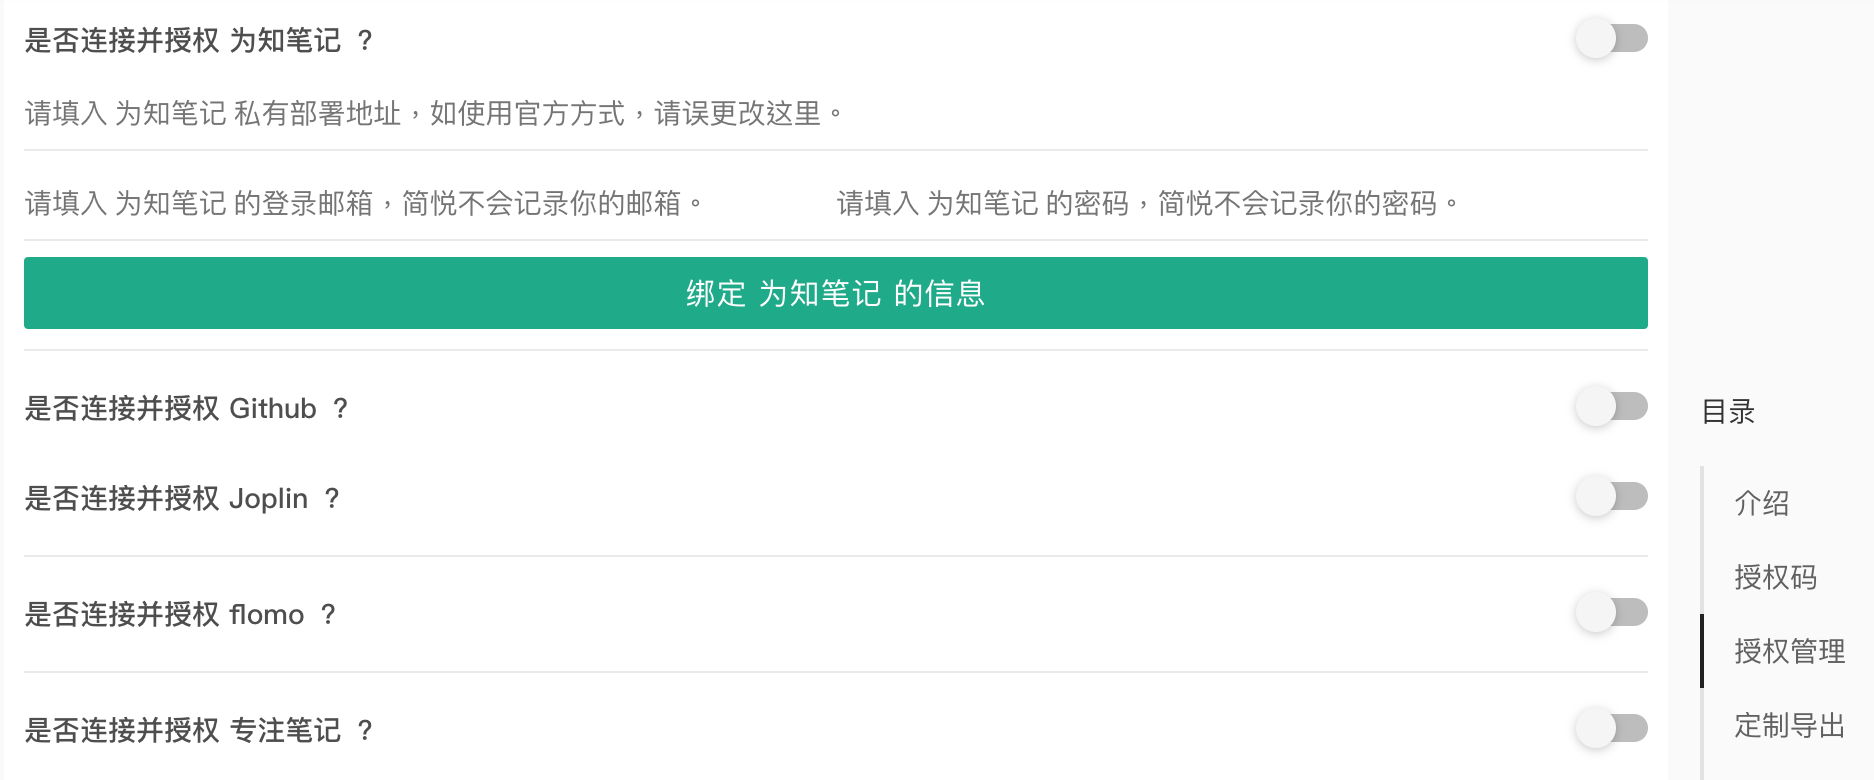 是否连接并授权 为知笔记 ？
请填入 为知笔记 私有部署地址，如使用官方方式，请误更改这里。
请填入 为知笔记 的登录邮箱，简悦不会记录你的邮箱。
请填入 为知笔记 的密码，简悦不会记录你的密码。
绑定 为知笔记 的信息
是否连接并授权 Github ？
是否连接并授权 Joplin ？
是否连接并授权 flomo ？
是否连接并授权 专注笔记 ？
目录
介绍
授权码
授权管理
定制导出